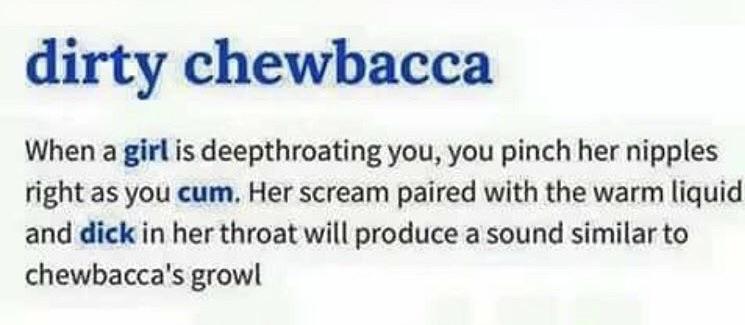 dirty chewbacca
When a girl is deepthroating you, you pinch her nipples
right as you cum. Her scream paired with the warm liquid
and dick in her throat will produce a sound similar to
chewbacca's growl